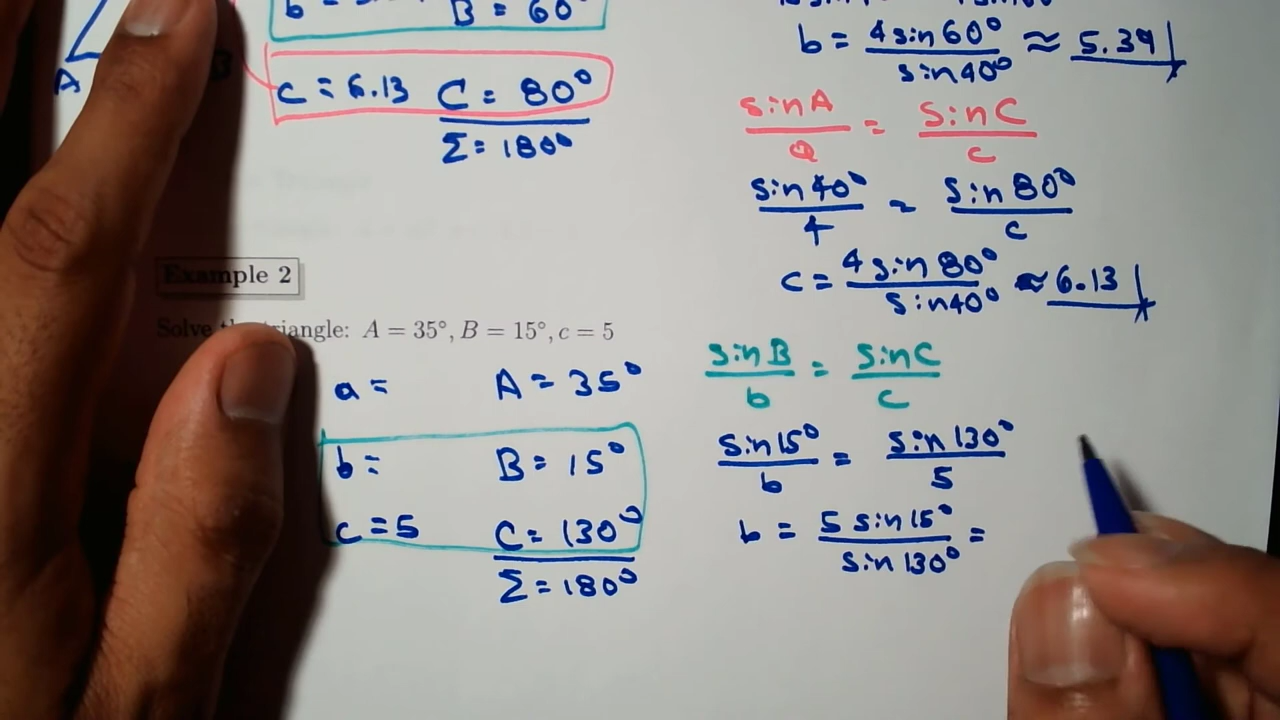 B = 60°
c = 6.13 C = 80°
Σ = 180°
b = 4 sin 60° / sin 40° ≈ 5.39
sin A / a = sin C / c
sin 40° / 4 = sin 80° / c
c = 4 sin 80° / sin 40° ≈ 6.13
A
Example 2
Solve the triangle: A = 35°, B = 15°, c = 5
a = A = 35°
b = B = 15°
c = 5 C = 130°
Σ = 180°
sin B / b = sin C / c
sin 15° / b = sin 130° / 5
b = 5 sin 15° / sin 130° =